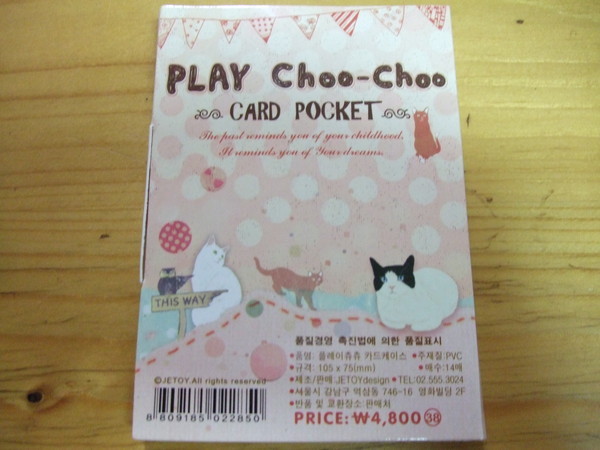 PLAY Choo-Choo
CARD POCKET
The past reminds you of your childhood.
It reminds you of Your dreams.
THIS WAY
품질경영 촉진법에 의한 품질표시
•품명: 플레이츄츄 카드케이스 •주재질:PVC
•규격: 105 x 75(mm) •매수:14매
•제조/판매:JETOYdesign •TEL:02.555.3024
•서울시 강남구 역삼동 746-16 영화빌딩 2F
•반품 및 교환장소:판매처
PRICE: ₩4,800 38
©JETOY.All rights reserved
8 809185 022850